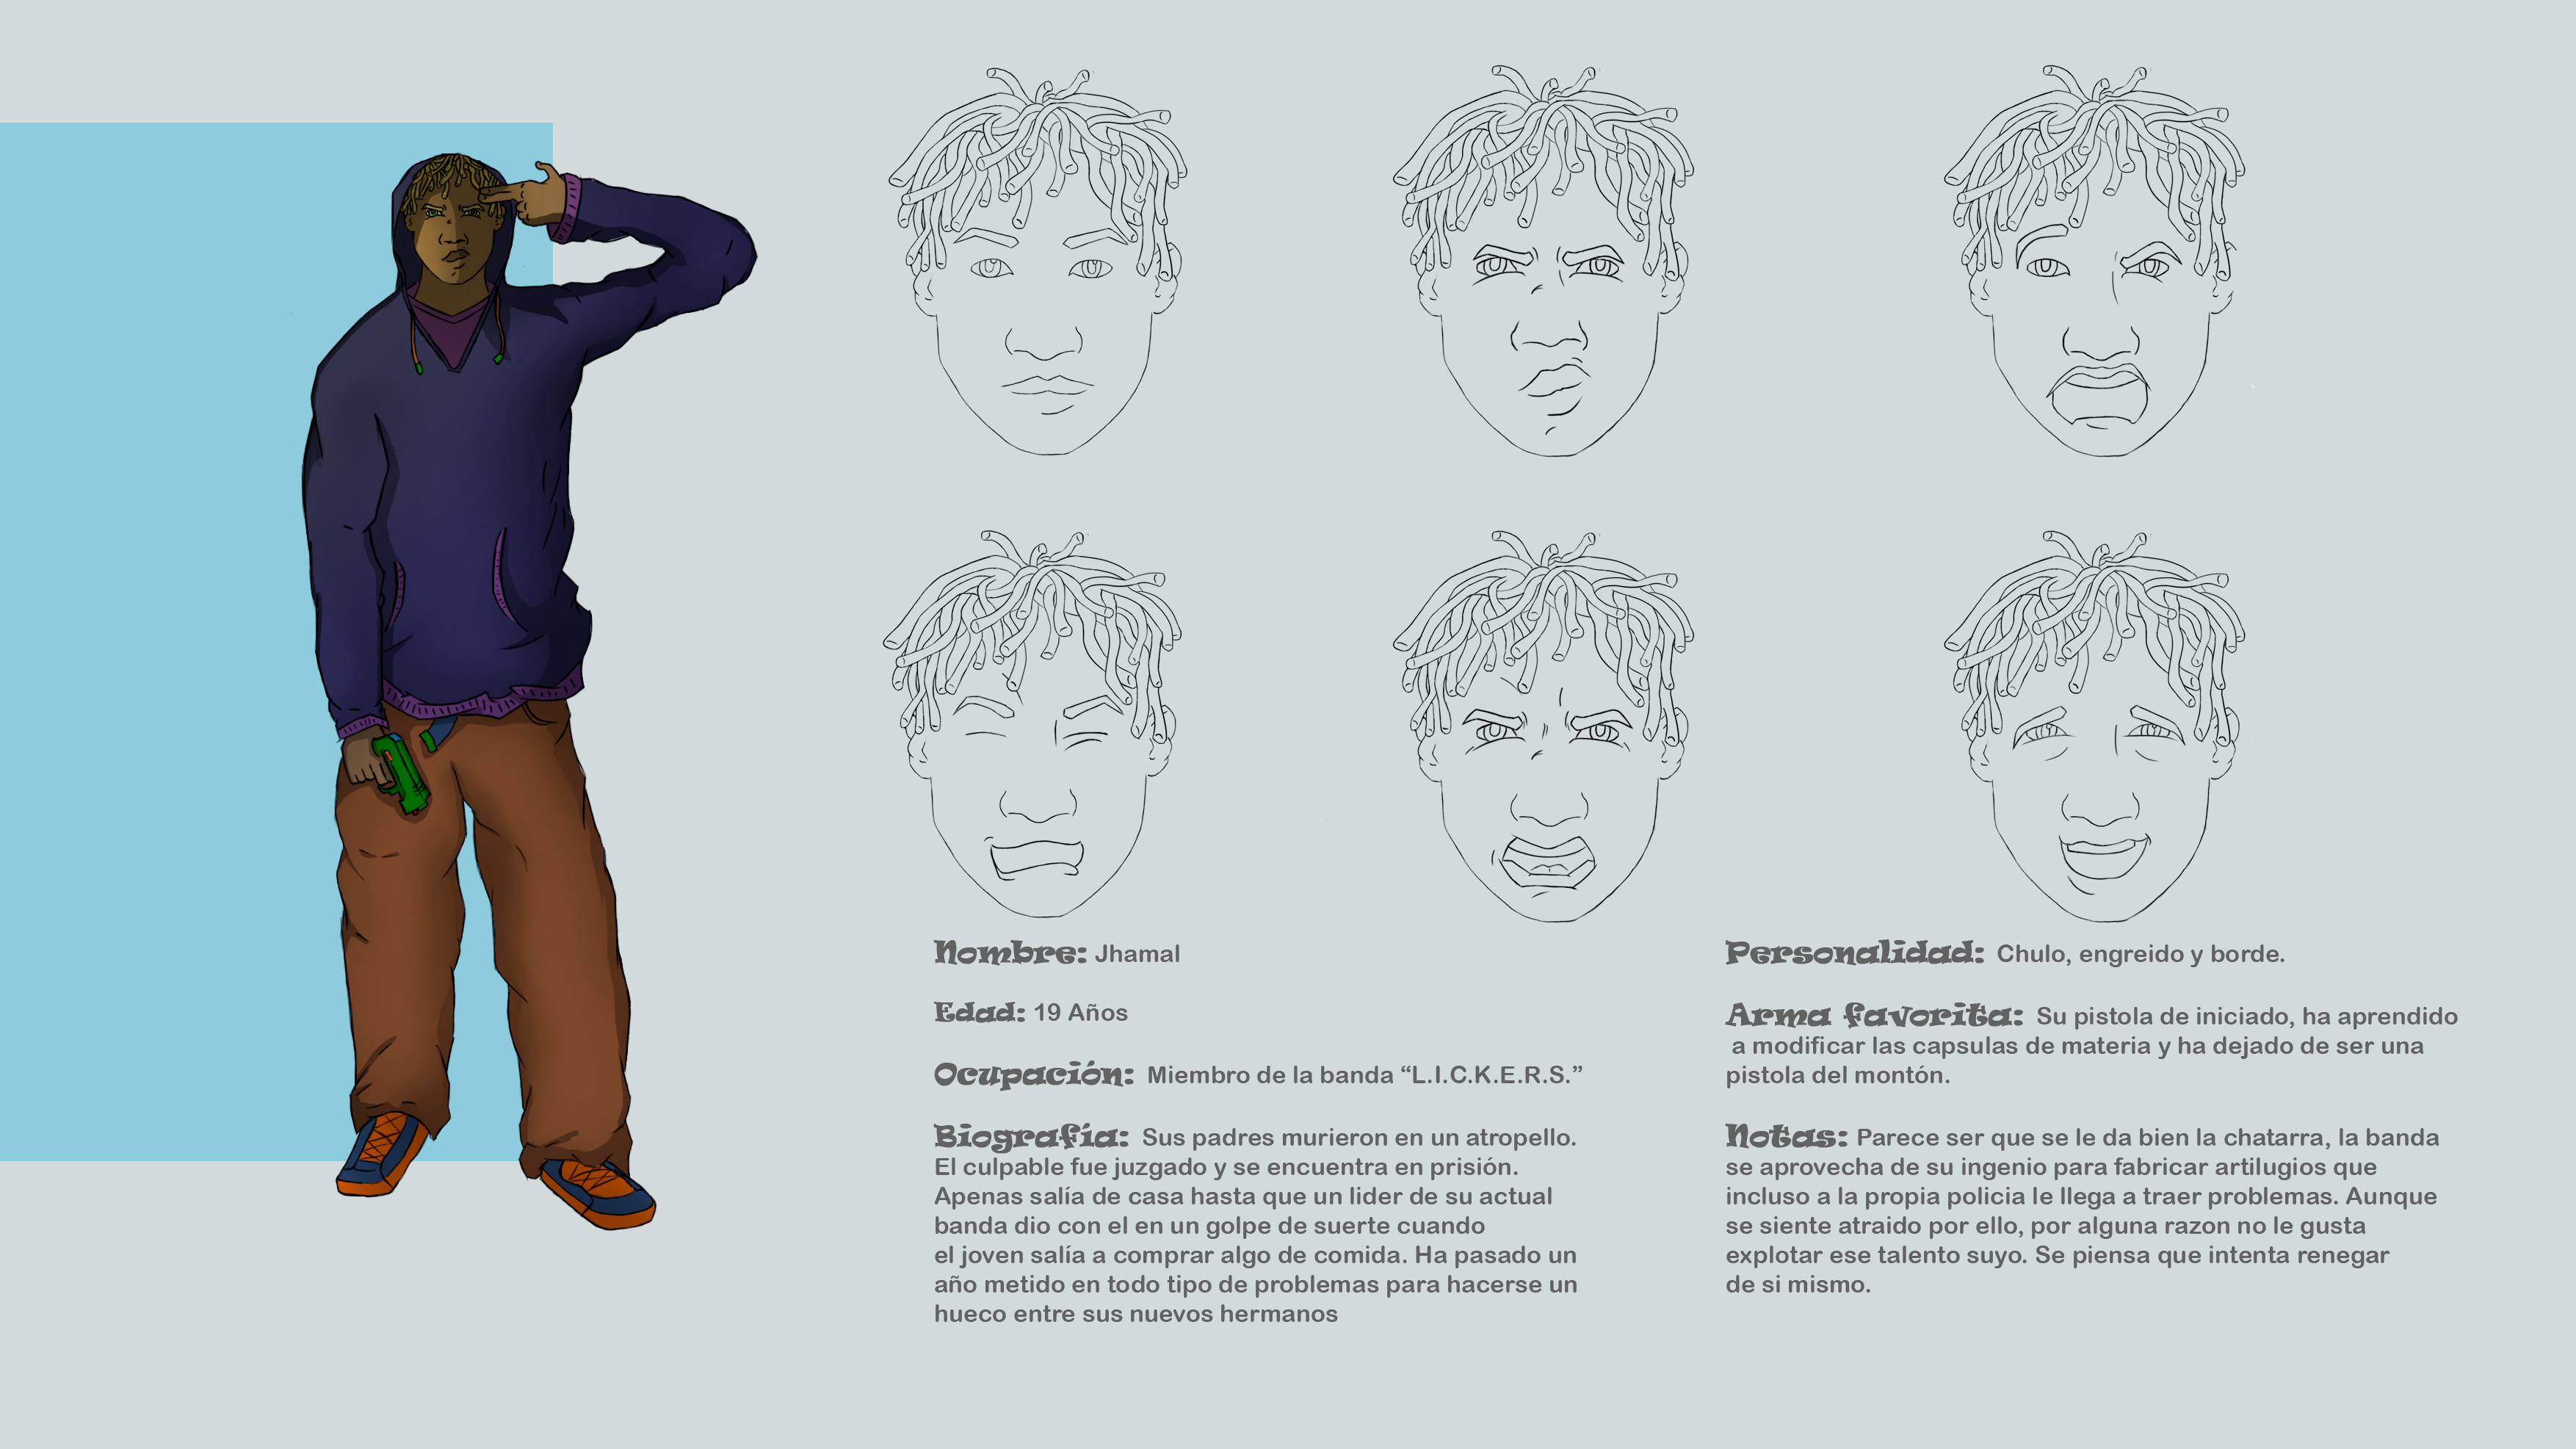 Nombre: Jhamal
Edad: 19 Años
Ocupación: Miembro de la banda “L.I.C.K.E.R.S.”
Biografía: Sus padres murieron en un atropello.
El culpable fue juzgado y se encuentra en prisión.
Apenas salía de casa hasta que un lider de su actual
banda dio con el en un golpe de suerte cuando
el joven salía a comprar algo de comida. Ha pasado un
año metido en todo tipo de problemas para hacerse un
hueco entre sus nuevos hermanos
Personalidad: Chulo, engreido y borde.
Arma favorita: Su pistola de iniciado, ha aprendido
a modificar las capsulas de materia y ha dejado de ser una
pistola del montón.
Notas: Parece ser que se le da bien la chatarra, la banda
se aprovecha de su ingenio para fabricar artilugios que
incluso a la propia policia le llega a traer problemas. Aunque
se siente atraido por ello, por alguna razon no le gusta
explotar ese talento suyo. Se piensa que intenta renegar
de si mismo.